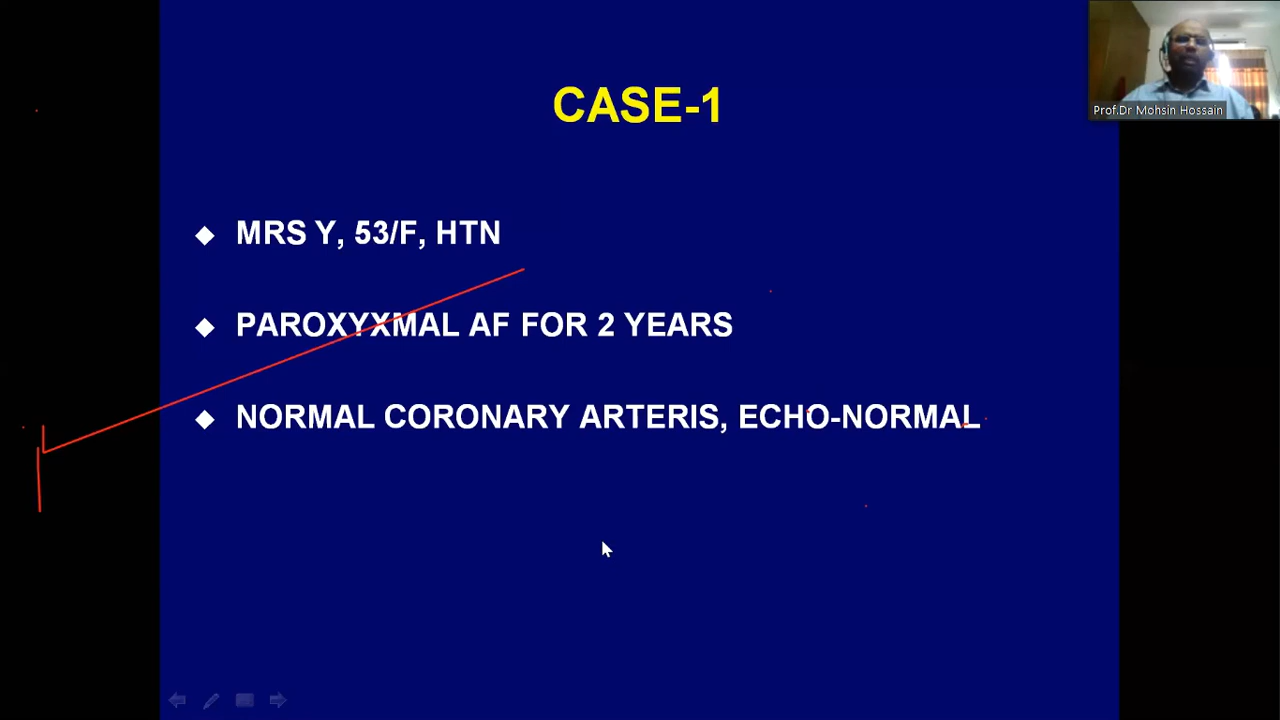 CASE-1
Prof.Dr Mohsin Hossain
MRS Y, 53/F, HTN
PAROXYXMAL AF FOR 2 YEARS
NORMAL CORONARY ARTERIS, ECHO-NORMAL